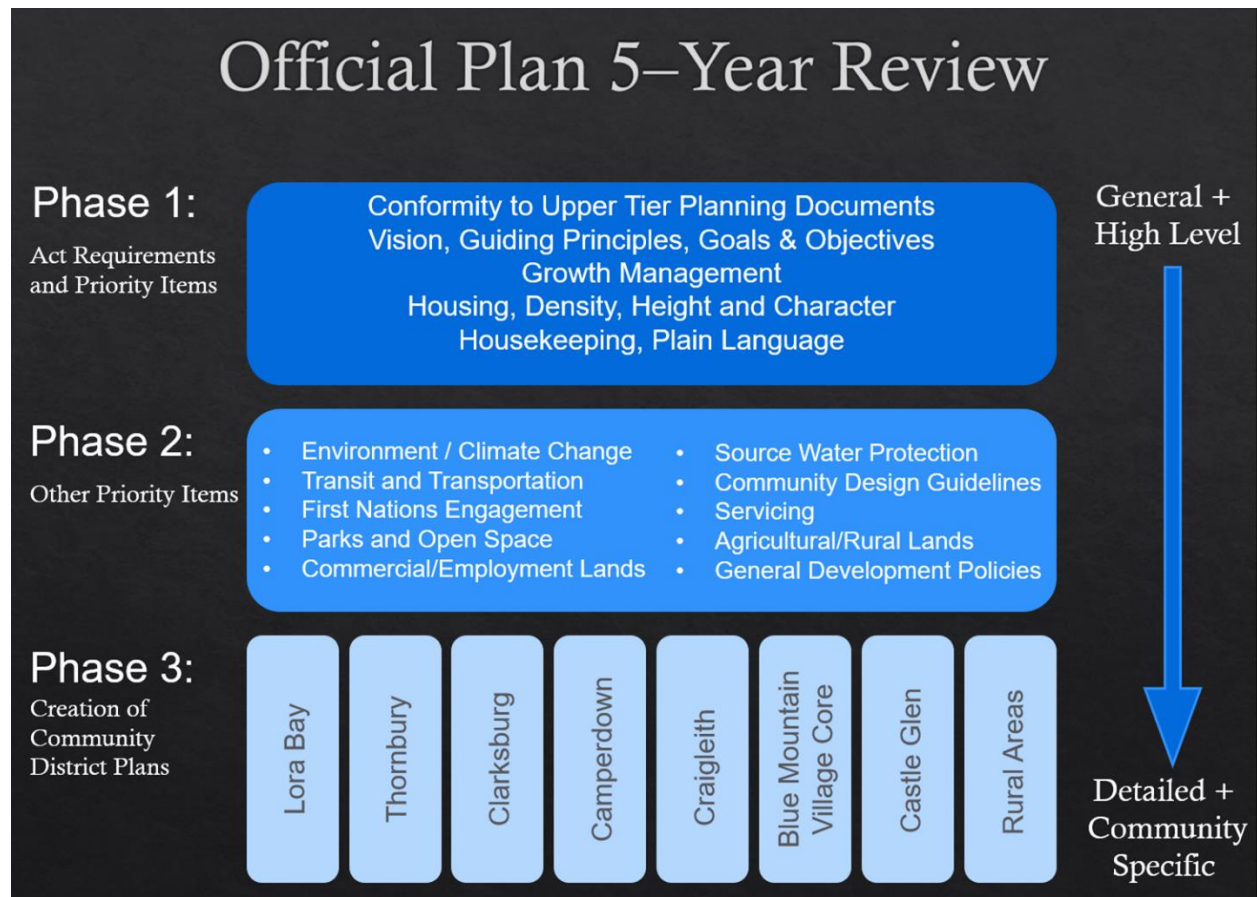 Official Plan 5–Year Review
Phase 1:
Act Requirements
and Priority Items
Conformity to Upper Tier Planning Documents
Vision, Guiding Principles, Goals & Objectives
Growth Management
Housing, Density, Height and Character
Housekeeping, Plain Language
General +
High Level
Phase 2:
Other Priority Items
• Environment / Climate Change
• Transit and Transportation
• First Nations Engagement
• Parks and Open Space
• Commercial/Employment Lands
• Source Water Protection
• Community Design Guidelines
• Servicing
• Agricultural/Rural Lands
• General Development Policies
Phase 3:
Creation of
Community
District Plans
Lora Bay
Thornbury
Clarksburg
Camperdown
Craigleith
Blue Mountain
Village Core
Castle Glen
Rural Areas
Detailed +
Community
Specific